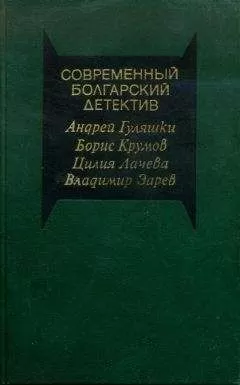 СОВРЕМЕННЫЙ
БОЛГАРСКИЙ
ДЕТЕКТИВ
Андрей Гуляшки
Борис Крумов
Цилия Лачева
Владимир Зарев